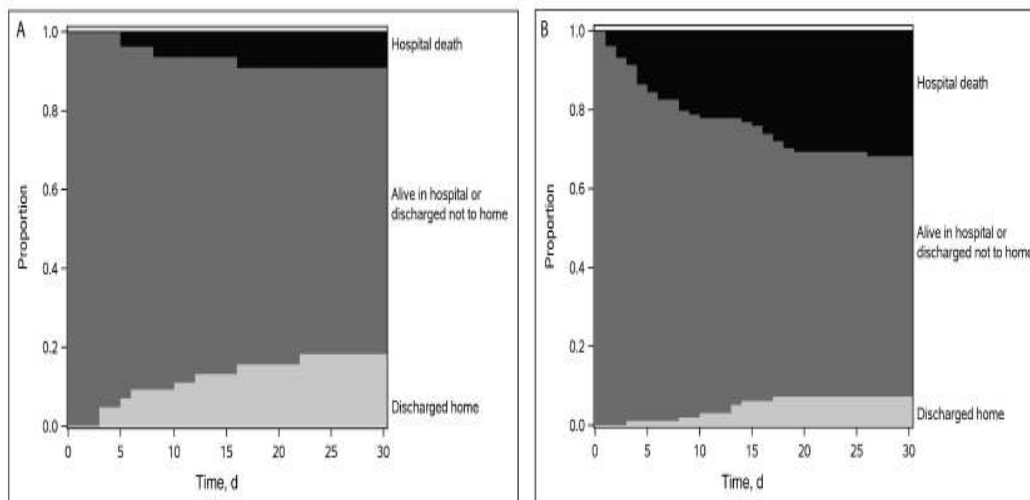 A
1.0
0.8
0.6
0.4
0.2
0.0
Proportion
0 5 10 15 20 25 30
Time, d
Hospital death
Alive in hospital or
discharged not to home
Discharged home
B
1.0
0.8
0.6
0.4
0.2
0.0
Proportion
0 5 10 15 20 25 30
Time, d
Hospital death
Alive in hospital or
discharged not to home
Discharged home